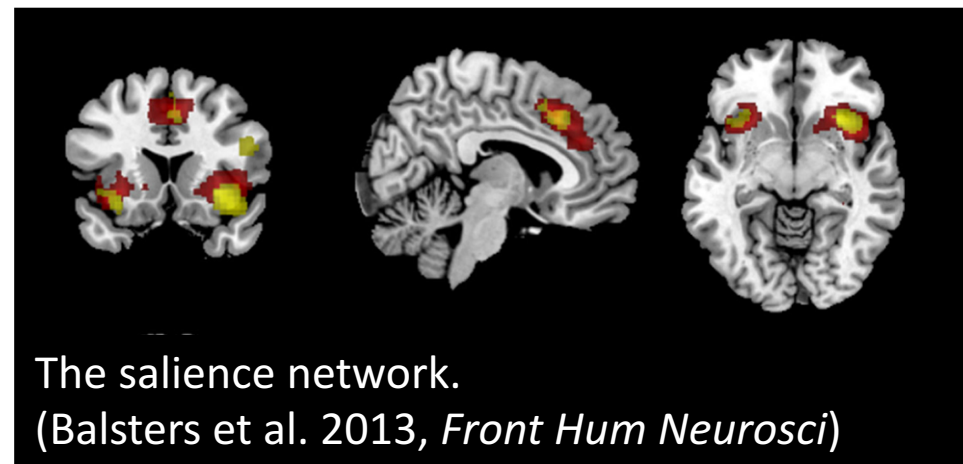 The salience network.
(Balsters et al. 2013, Front Hum Neurosci)